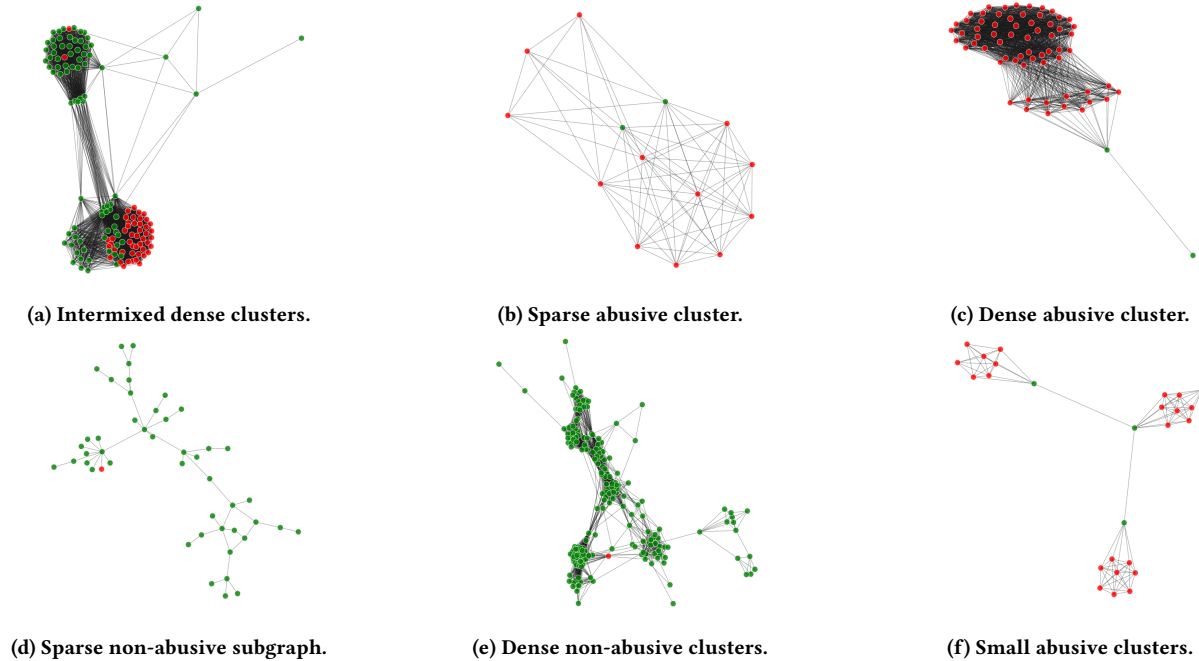 (a) Intermixed dense clusters.
(b) Sparse abusive cluster.
(c) Dense abusive cluster.
(d) Sparse non-abusive subgraph.
(e) Dense non-abusive clusters.
(f) Small abusive clusters.